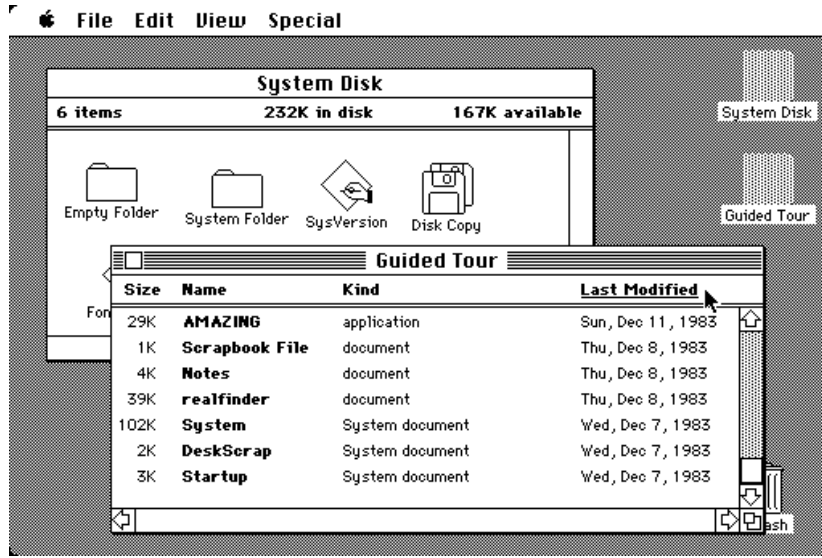 File Edit View Special
System Disk
6 items 232K in disk 167K available
System Disk
Empty Folder System Folder SysVersion Disk Copy
Guided Tour
Guided Tour
Size Name Kind Last Modified
Fon
29K AMAZING application Sun, Dec 11, 1983
1K Scrapbook File document Thu, Dec 8, 1983
4K Notes document Thu, Dec 8, 1983
39K realfinder document Thu, Dec 8, 1983
102K System System document Wed, Dec 7, 1983
2K DeskScrap System document Wed, Dec 7, 1983
3K Startup System document Wed, Dec 7, 1983
ash